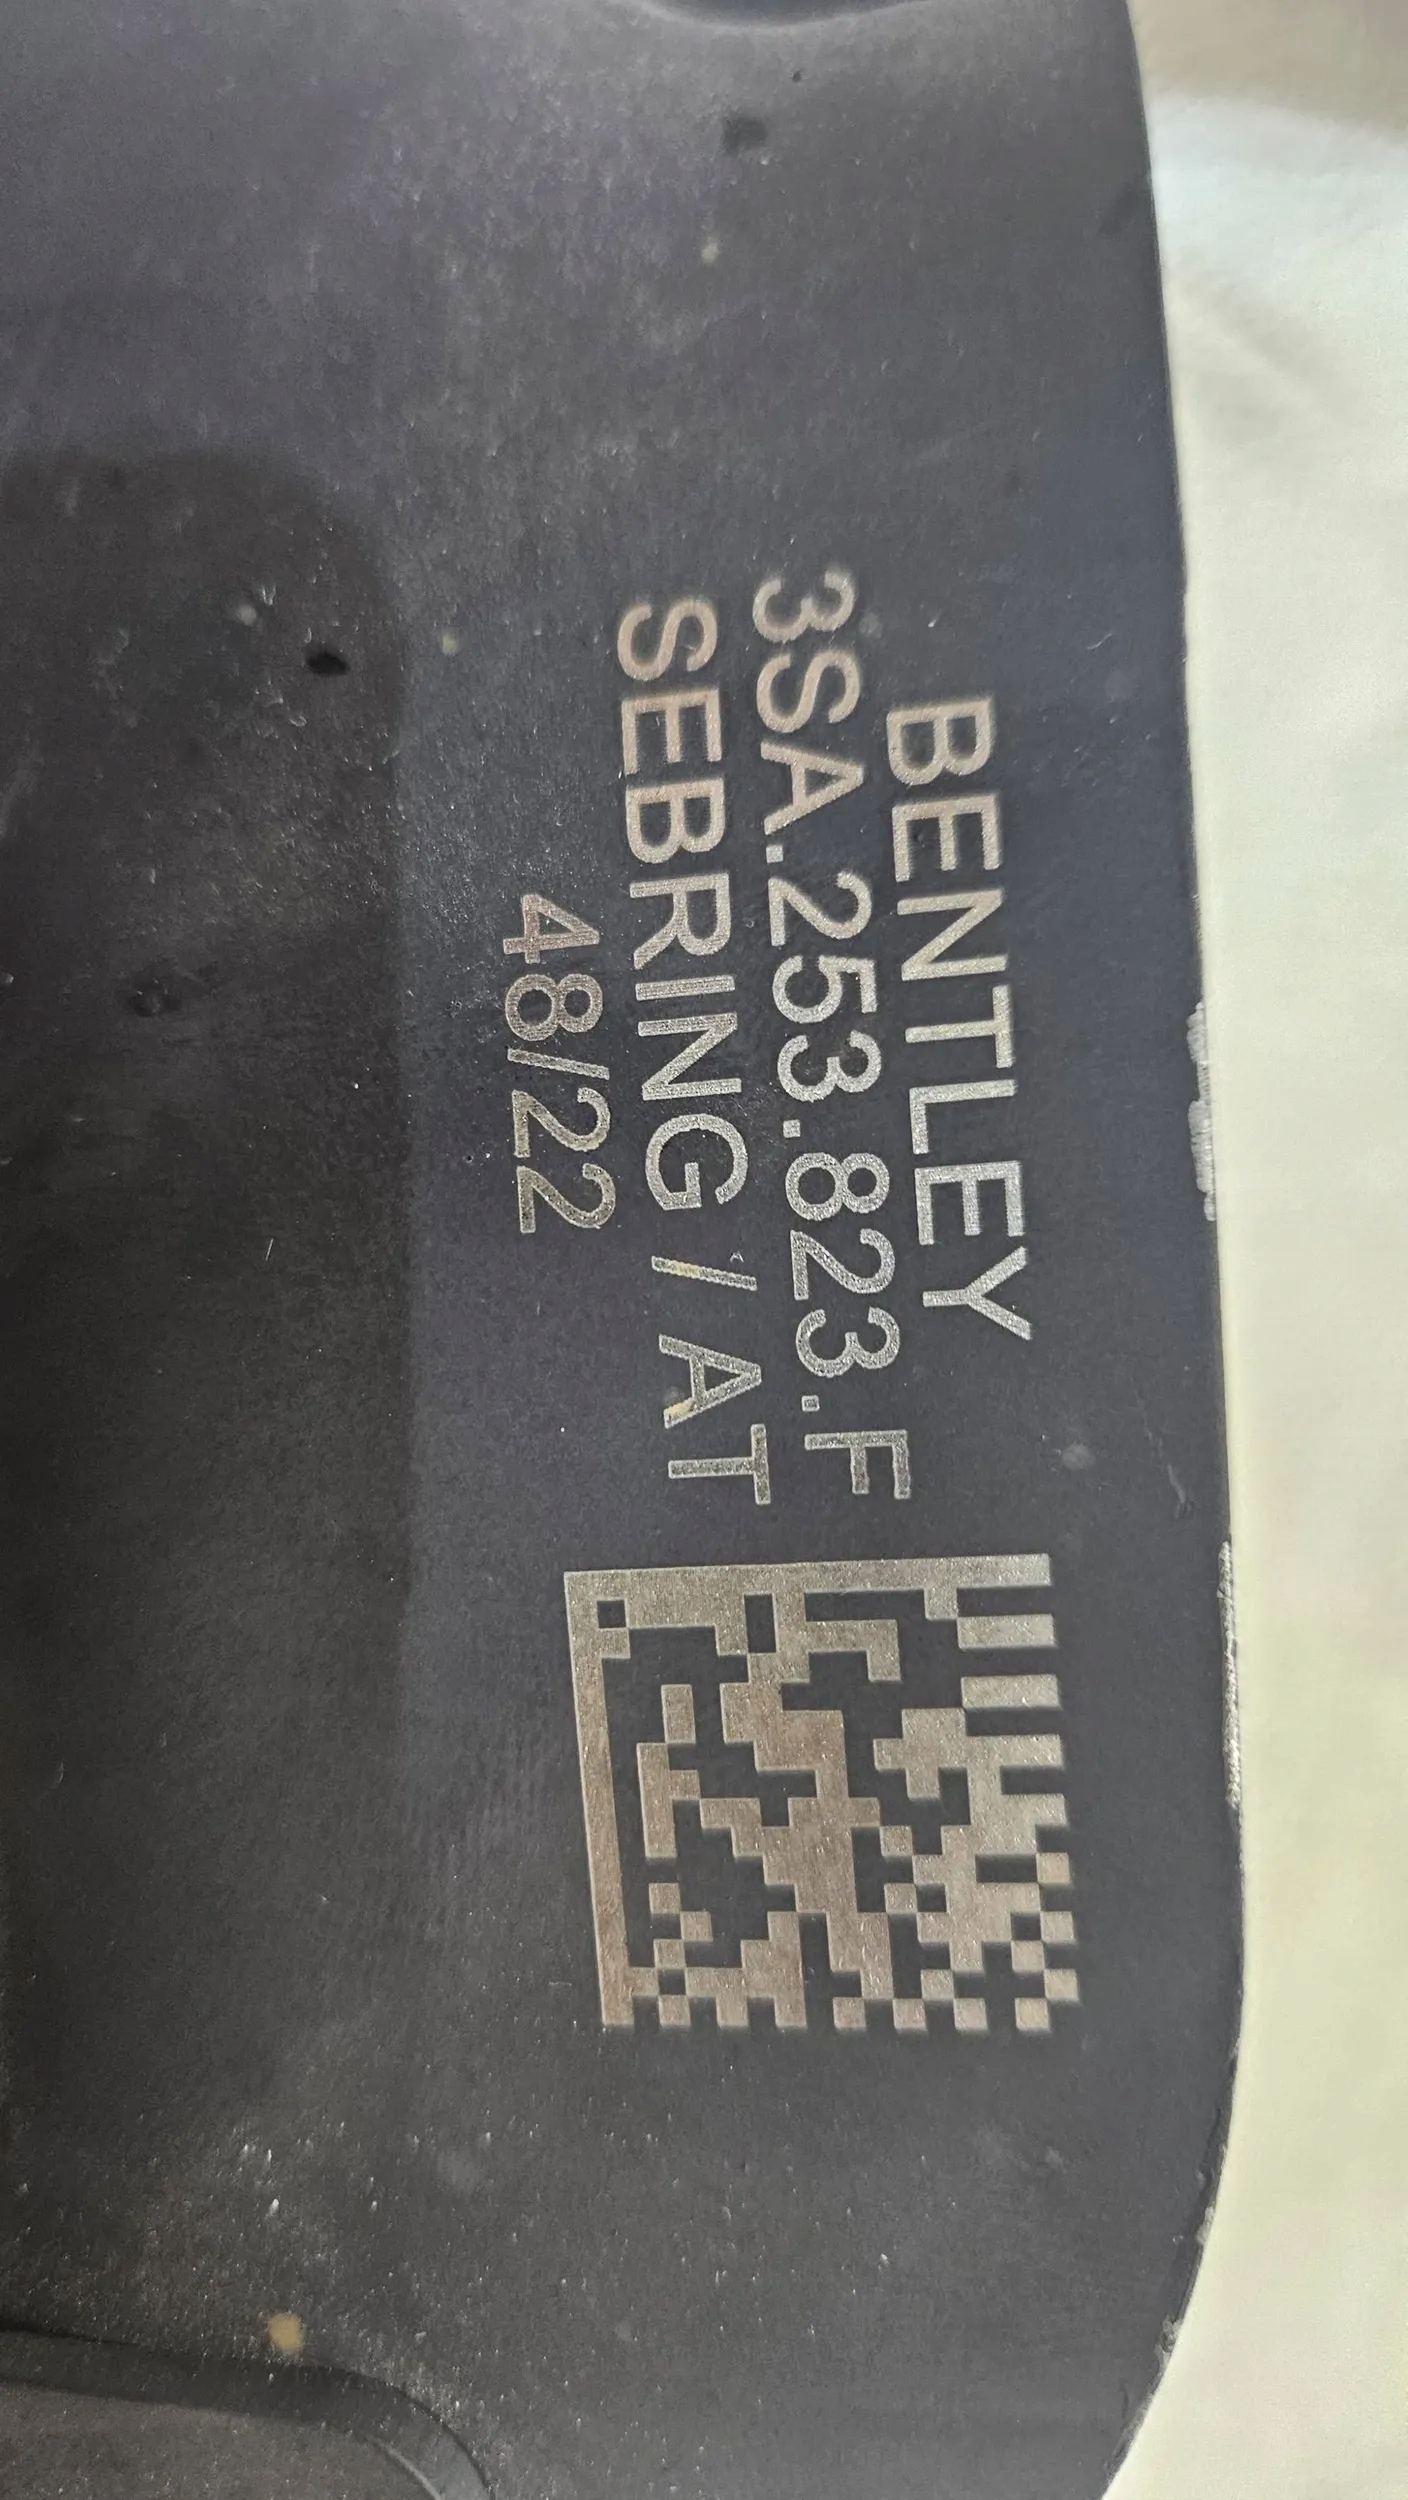 BENTLEY
3SA.253.823.F
SEBRING / AT
48/22